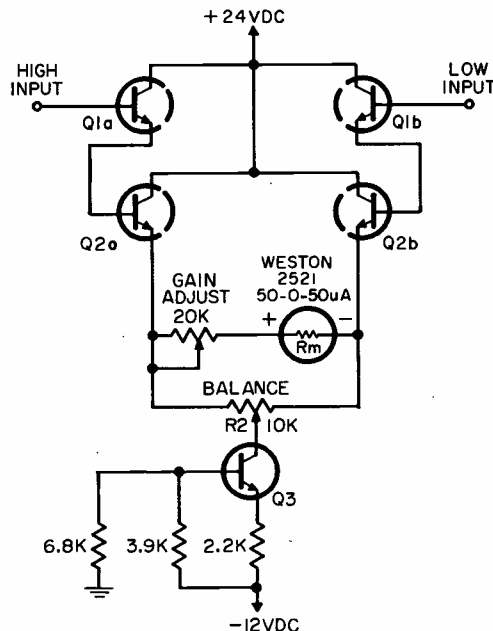 +24VDC
HIGH
INPUT
LOW
INPUT
Q1a
Q1b
Q2a
Q2b
GAIN
ADJUST
20K
WESTON
2521
50-0-50uA
+
-
Rm
BALANCE
R2
10K
Q3
6.8K
3.9K
2.2K
-12VDC